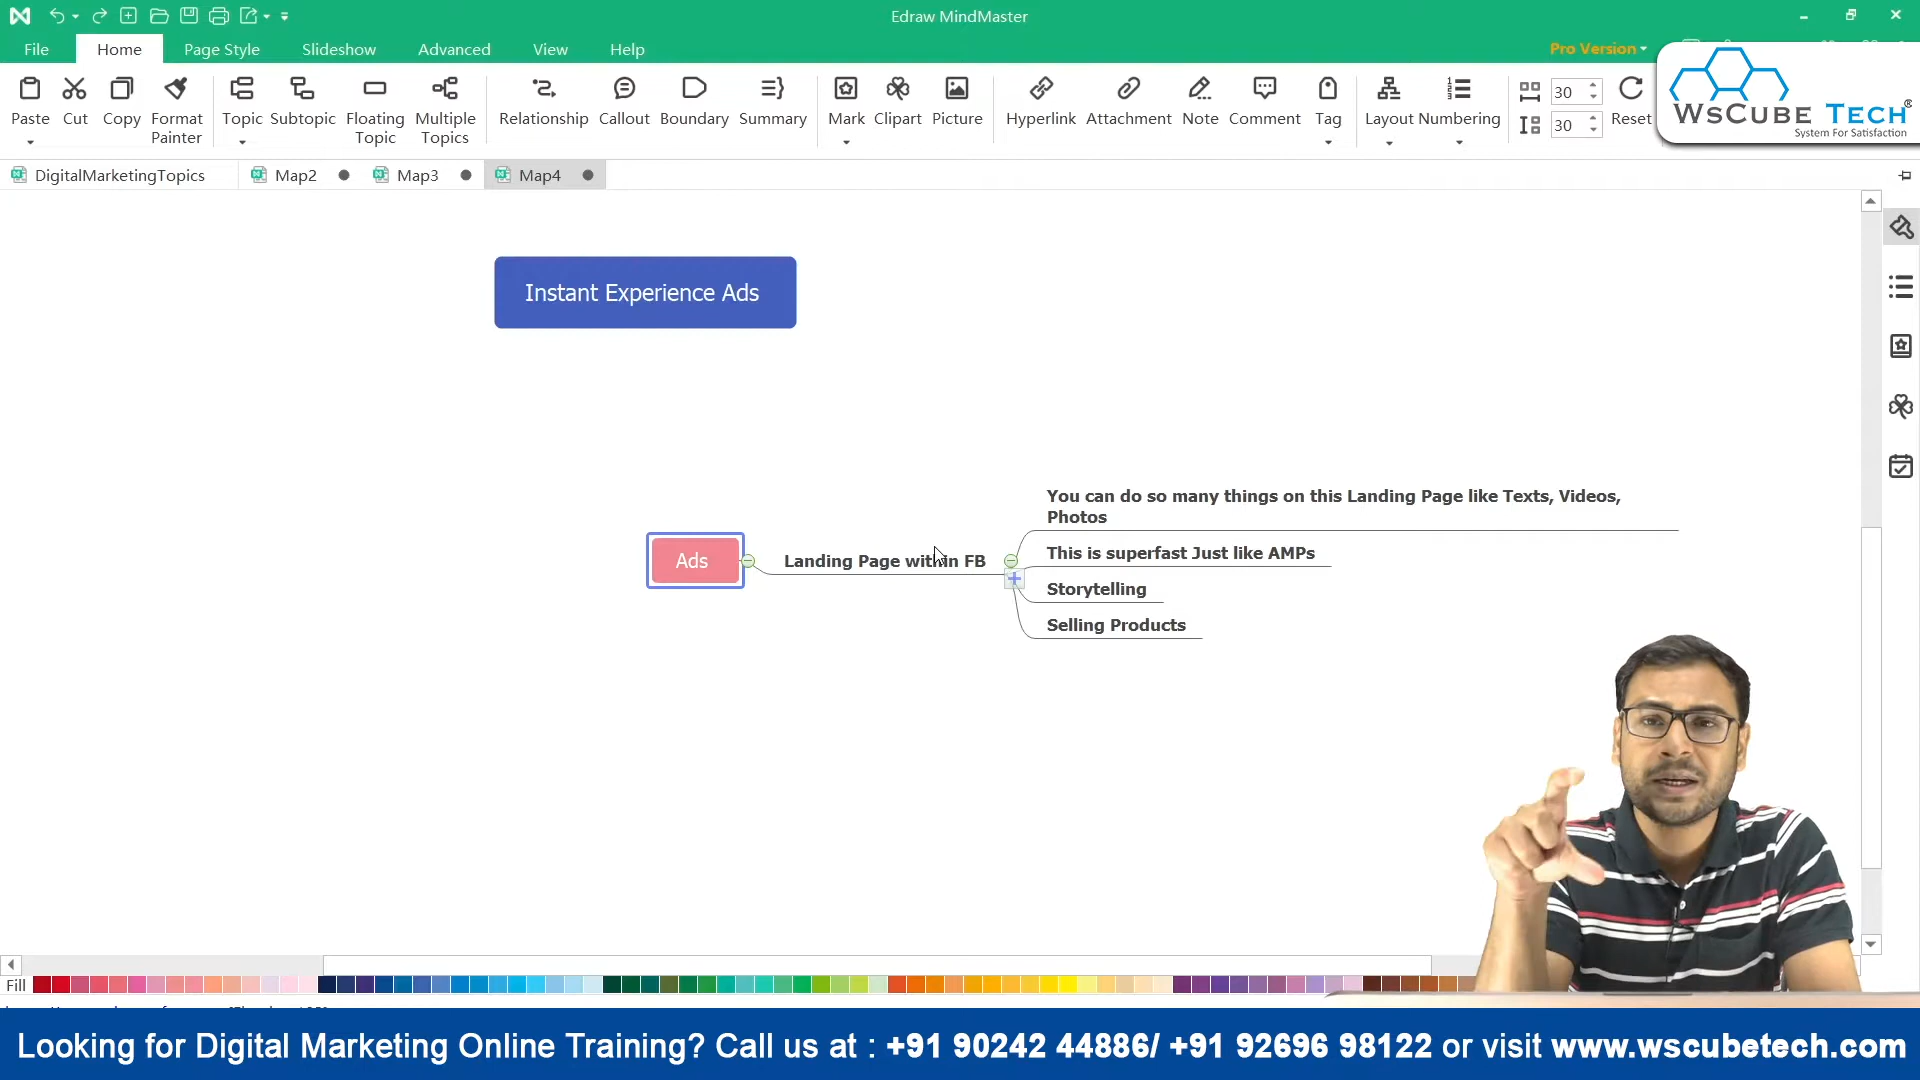 Edraw MindMaster
File Home Page Style Slideshow Advanced View Help Pro Version
Paste Cut Copy Format Painter Topic Subtopic Floating Topic Multiple Topics Relationship Callout Boundary Summary Mark Clipart Picture Hyperlink Attachment Note Comment Tag Layout Numbering 30 30 Reset
WsCube Tech®
System For Satisfaction
DigitalMarketingTopics Map2 Map3 Map4
Instant Experience Ads
You can do so many things on this Landing Page like Texts, Videos,
Photos
Ads
Landing Page within FB
This is superfast Just like AMPs
Storytelling
Selling Products
Fill
Looking for Digital Marketing Online Training? Call us at : +91 90242 44886/ +91 92696 98122 or visit www.wscubetech.com